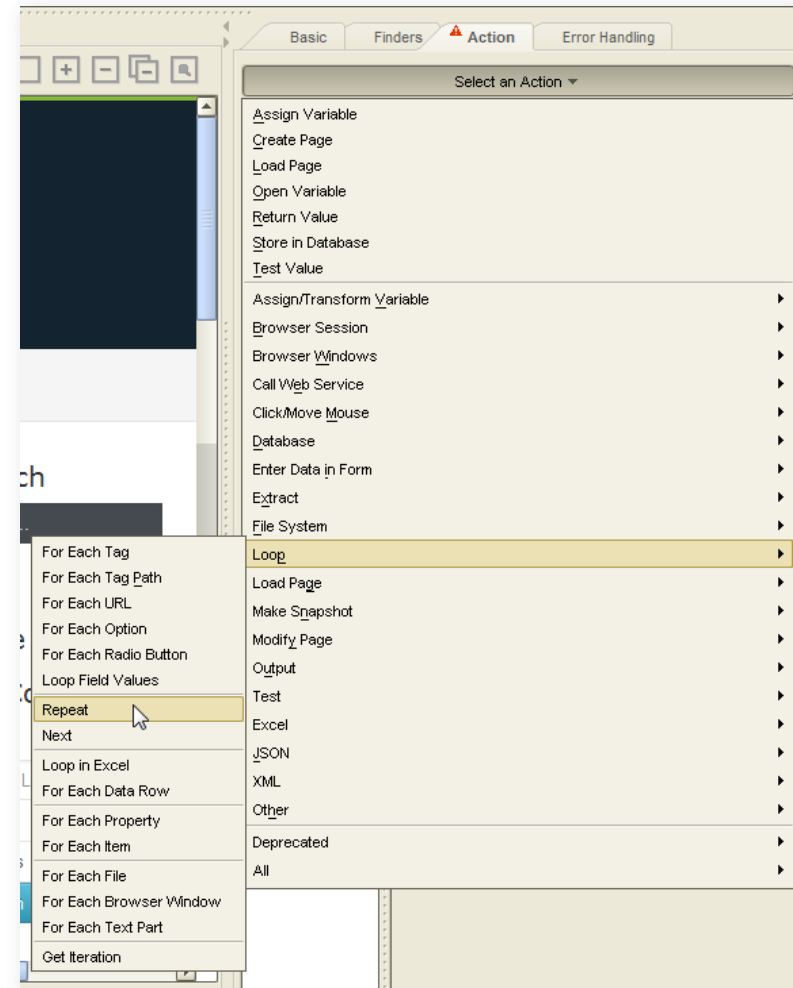 Basic
Finders
Action
Error Handling
Select an Action
Assign Variable
Create Page
Load Page
Open Variable
Return Value
Store in Database
Test Value
Assign/Transform Variable
Browser Session
Browser Windows
Call Web Service
Click/Move Mouse
Database
Enter Data in Form
Extract
File System
Loop
Load Page
Make Snapshot
Modify Page
Output
Test
Excel
JSON
XML
Other
Deprecated
All
ch
For Each Tag
For Each Tag Path
For Each URL
For Each Option
For Each Radio Button
Loop Field Values
Repeat
Next
Loop in Excel
For Each Data Row
For Each Property
For Each Item
For Each File
For Each Browser Window
For Each Text Part
Get Iteration